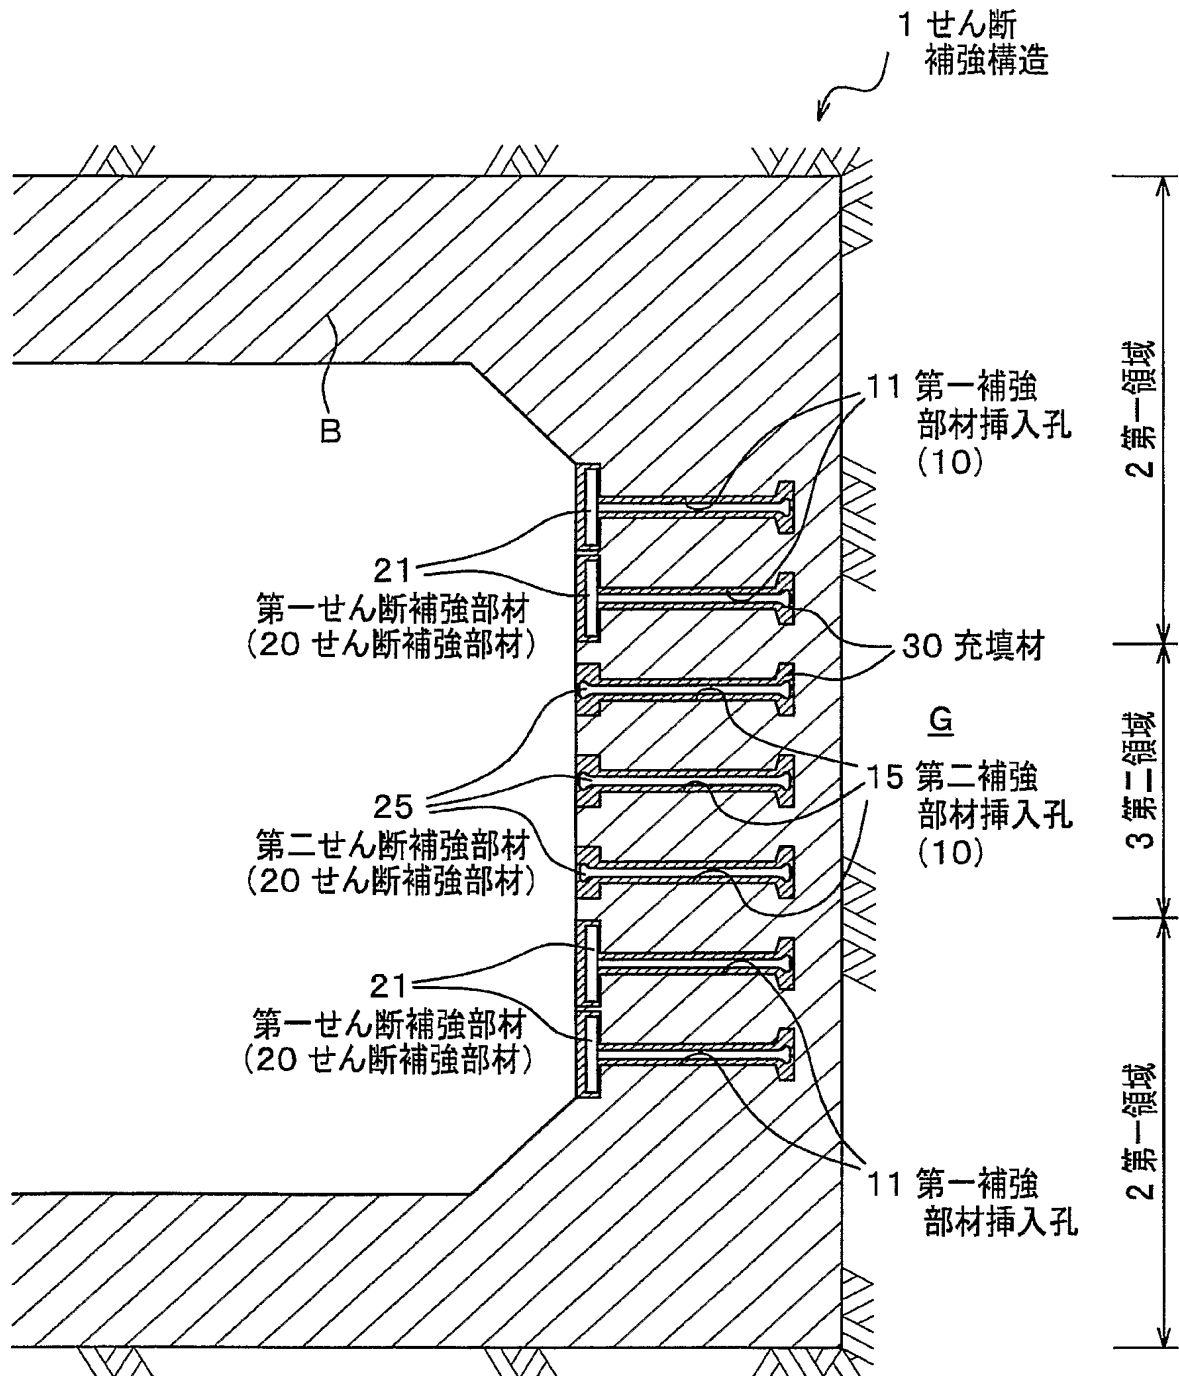 1 せん断
補強構造
2 第一領域
11 第一補強
部材挿入孔
(10)
B
21
第一せん断補強部材
(20 せん断補強部材)
30 充填材
G
3 第二領域
15 第二補強
部材挿入孔
(10)
25
第二せん断補強部材
(20 せん断補強部材)
21
第一せん断補強部材
(20 せん断補強部材)
2 第一領域
11 第一補強
部材挿入孔